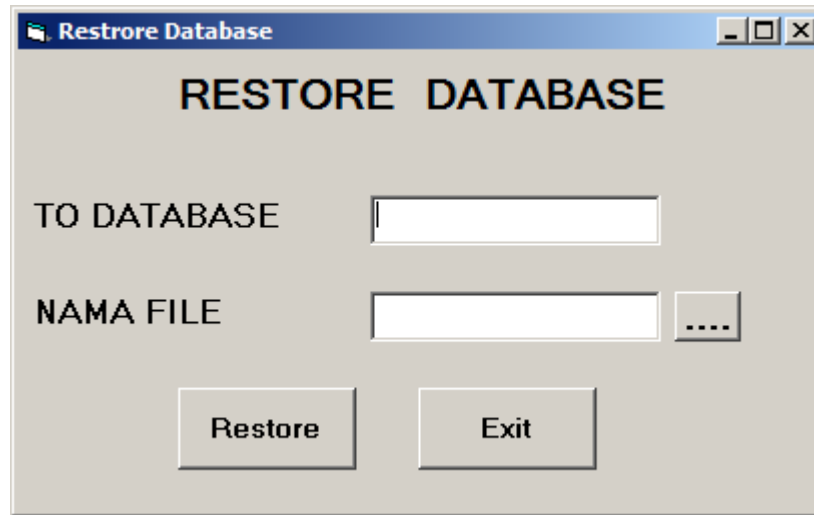 Restrore Database
RESTORE DATABASE
TO DATABASE
NAMA FILE
....
Restore
Exit